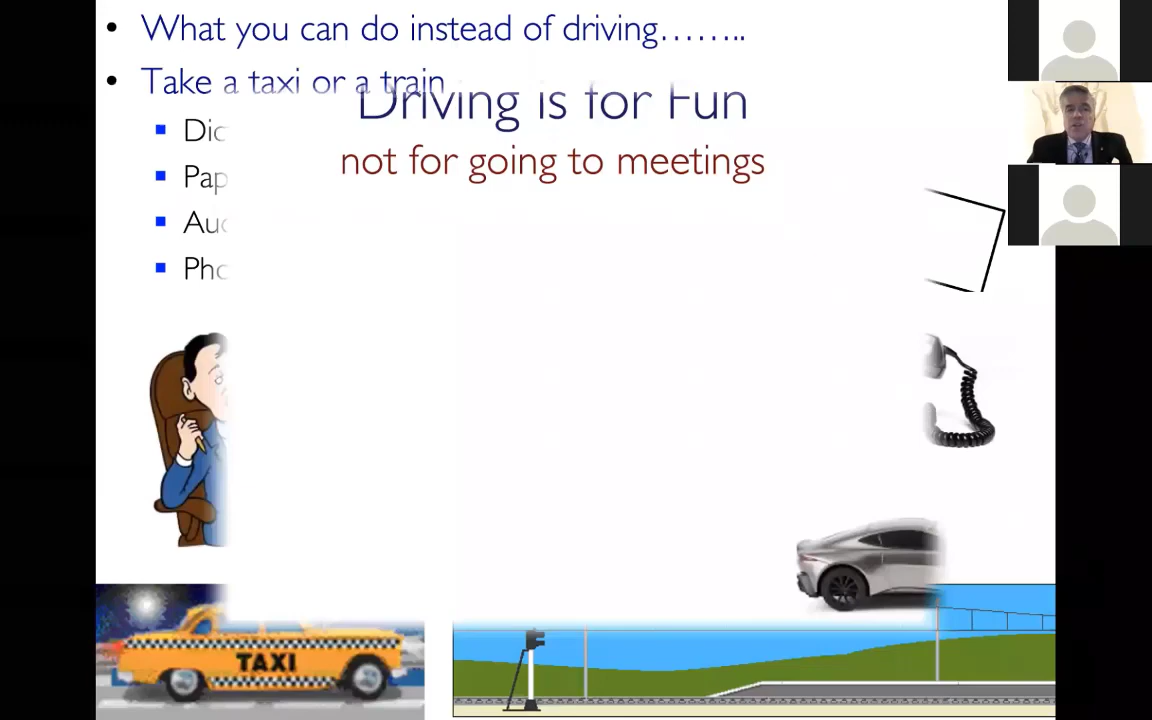 What you can do instead of driving……..
Take a taxi or a train
Driving is for Fun
not for going to meetings
TAXI